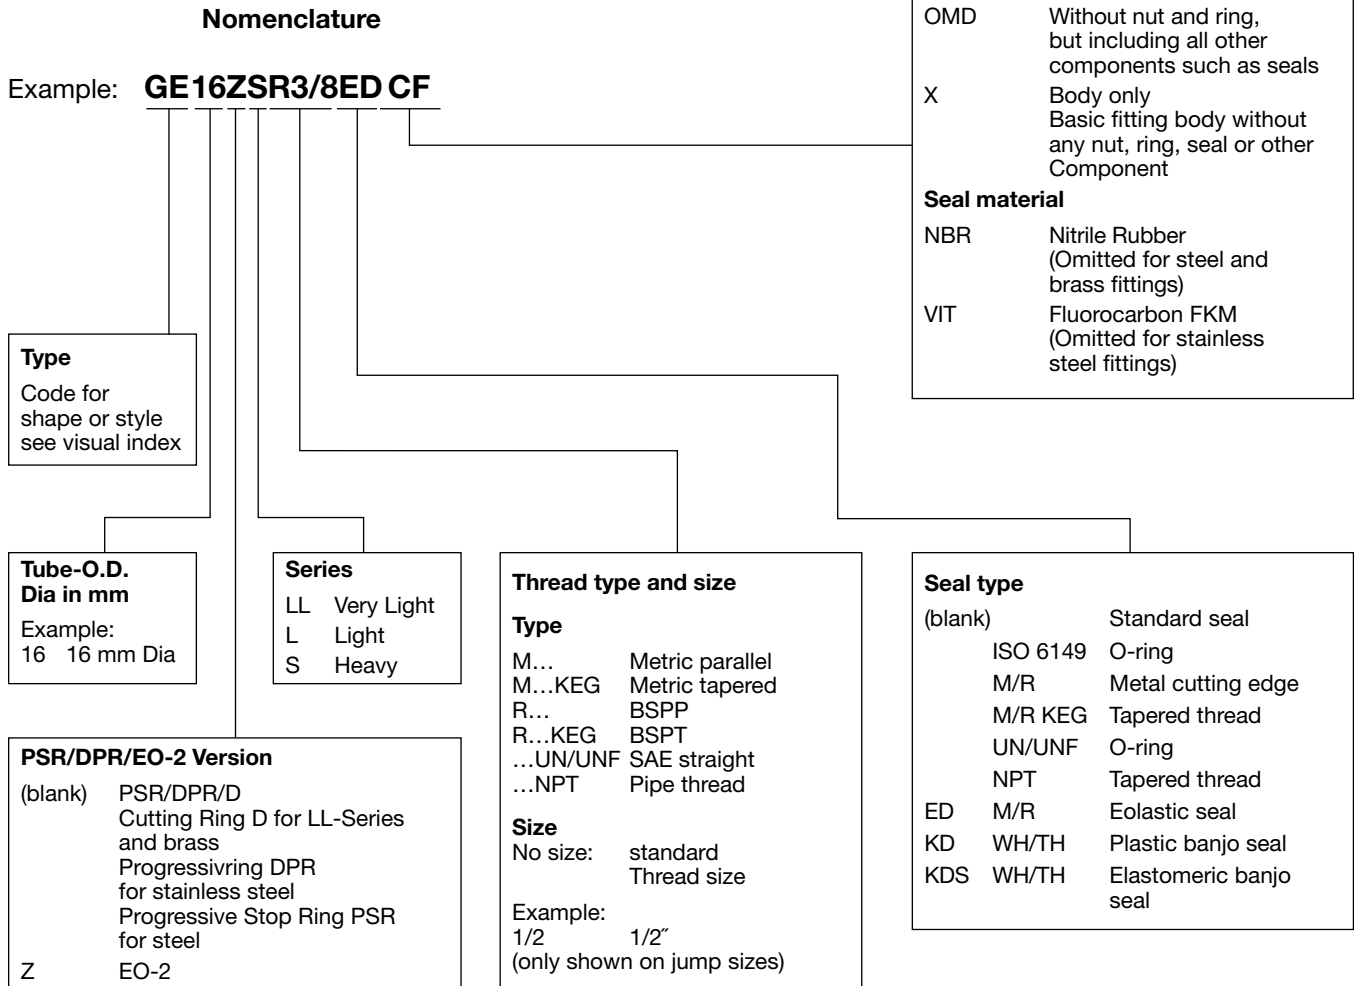 Nomenclature
Example: GE16ZSR3/8ED CF
OMD Without nut and ring,
but including all other
components such as seals
X Body only
Basic fitting body without
any nut, ring, seal or other
Component
Seal material
NBR Nitrile Rubber
(Omitted for steel and
brass fittings)
VIT Fluorocarbon FKM
(Omitted for stainless
steel fittings)
Type
Code for
shape or style
see visual index
Tube-O.D.
Dia in mm
Example:
16 16 mm Dia
Series
LL Very Light
L Light
S Heavy
PSR/DPR/EO-2 Version
(blank) PSR/DPR/D
Cutting Ring D for LL-Series
and brass
Progressivring DPR
for stainless steel
Progressive Stop Ring PSR
for steel
Z EO-2
Thread type and size
Type
M... Metric parallel
M...KEG Metric tapered
R... BSPP
R...KEG BSPT
...UN/UNF SAE straight
...NPT Pipe thread
Size
No size: standard
Thread size
Example:
1/2 1/2˝
(only shown on jump sizes)
Seal type
(blank) Standard seal
ISO 6149 O-ring
M/R Metal cutting edge
M/R KEG Tapered thread
UN/UNF O-ring
NPT Tapered thread
ED M/R Eolastic seal
KD WH/TH Plastic banjo seal
KDS WH/TH Elastomeric banjo
seal